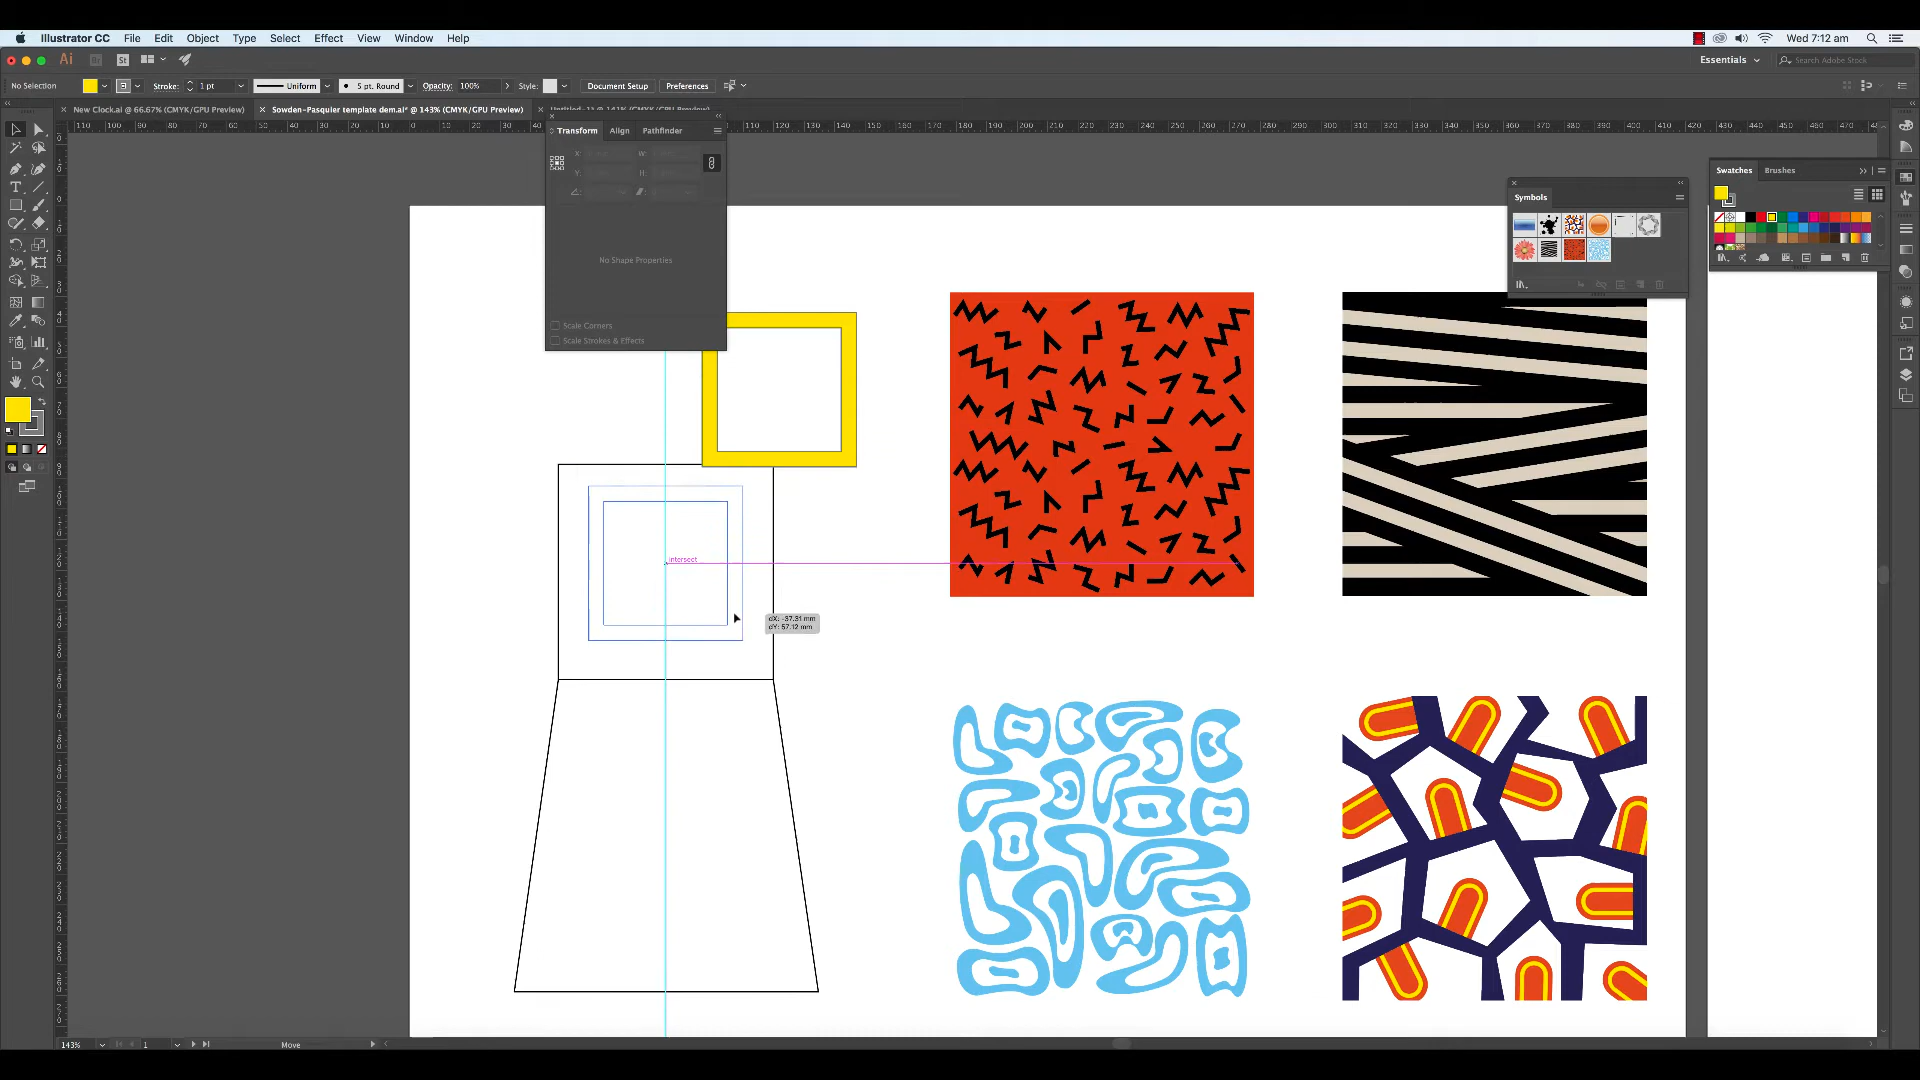 Illustrator CC File Edit Object Type Select Effect View Window Help Wed 7:12 am
Ai Br St Essentials Search Adobe Stock
No Selection Stroke: 1 pt Uniform 5 pt. Round Opacity: 100% Style: Document Setup Preferences
New Clock.ai @ 66.67% (CMYK/GPU Preview) Sowden-Pasquier template dem.ai* @ 143% (CMYK/GPU Preview)
Transform Align Pathfinder
X: W:
Y: H:
No Shape Properties
Scale Corners
Scale Strokes & Effects
Swatches Brushes
Symbols
intersect
dX: -37.31 mm
dY: 57.12 mm
143% 1 Move